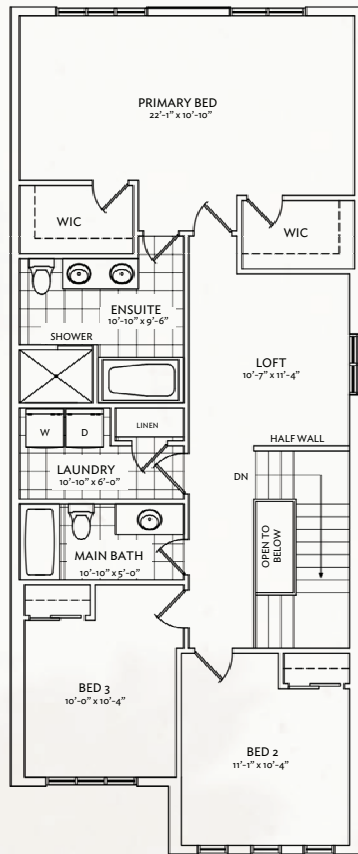 PRIMARY BED
22'-1" x 10'-10"
WIC
WIC
ENSUITE
10'-10" x 9'-6"
SHOWER
LOFT
10'-7" x 11'-4"
W
D
LINEN
HALF WALL
LAUNDRY
10'-10" x 6'-0"
DN
OPEN TO
BELOW
MAIN BATH
10'-10" x 5'-0"
BED 3
10'-0" x 10'-4"
BED 2
11'-1" x 10'-4"